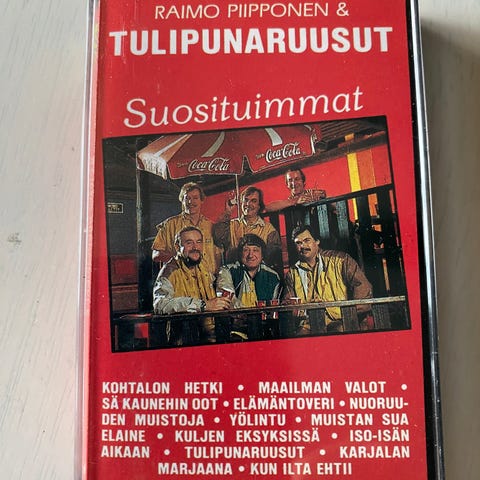 RAIMO PIIPPONEN &
TULIPUNARUUSUT
Suosituimmat
Coca-Cola
Coca-Cola
KOHTALON HETKI • MAAILMAN VALOT •
SÄ KAUNEHIN OOT • ELÄMÄNTOVERI • NUORUU-
DEN MUISTOJA • YÖLINTU • MUISTAN SUA
ELAINE • KULJEN EKSYKSISSÄ • ISO-ISÄN
AIKAAN • TULIPUNARUUSUT • KARJALAN
MARJAANA • KUN ILTA EHTII